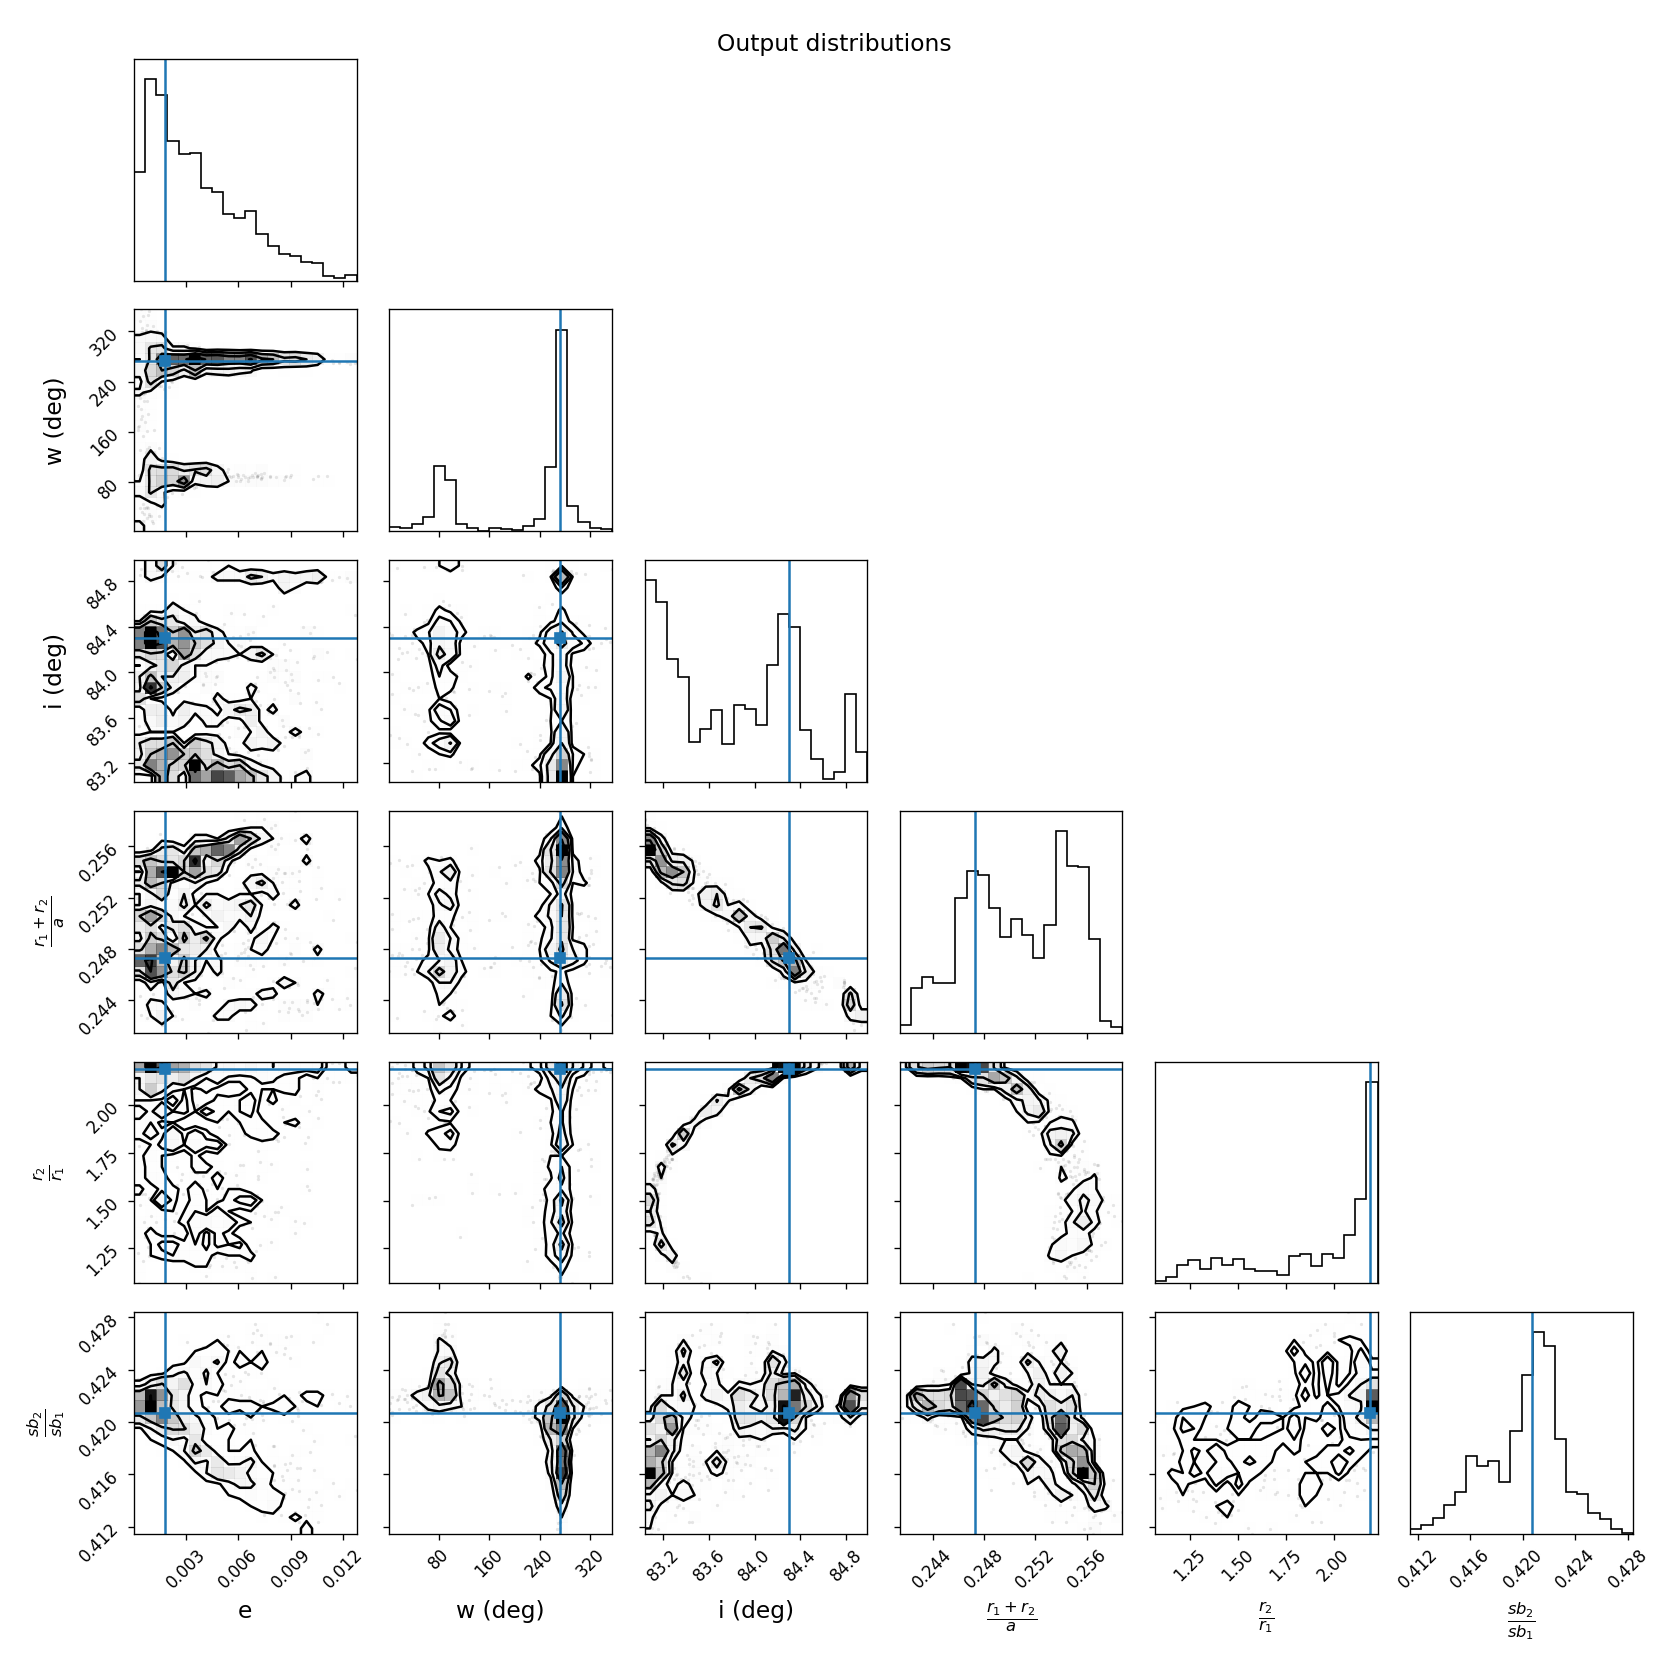 Output distributions
320
240
160
80
w (deg)
84.8
84.4
84.0
83.6
83.2
i (deg)
0.256
0.252
0.248
0.244
r₁ + r₂
a
2.00
1.75
1.50
1.25
r₂
r₁
0.428
0.424
0.420
0.416
0.412
sb₂
sb₁
0.003 0.006 0.009 0.012
80 160 240 320
83.2 83.6 84.0 84.4 84.8
0.244 0.248 0.252 0.256
1.25 1.50 1.75 2.00
0.412 0.416 0.420 0.424 0.428
e
w (deg)
i (deg)
r₁ + r₂
a
r₂
r₁
sb₂
sb₁